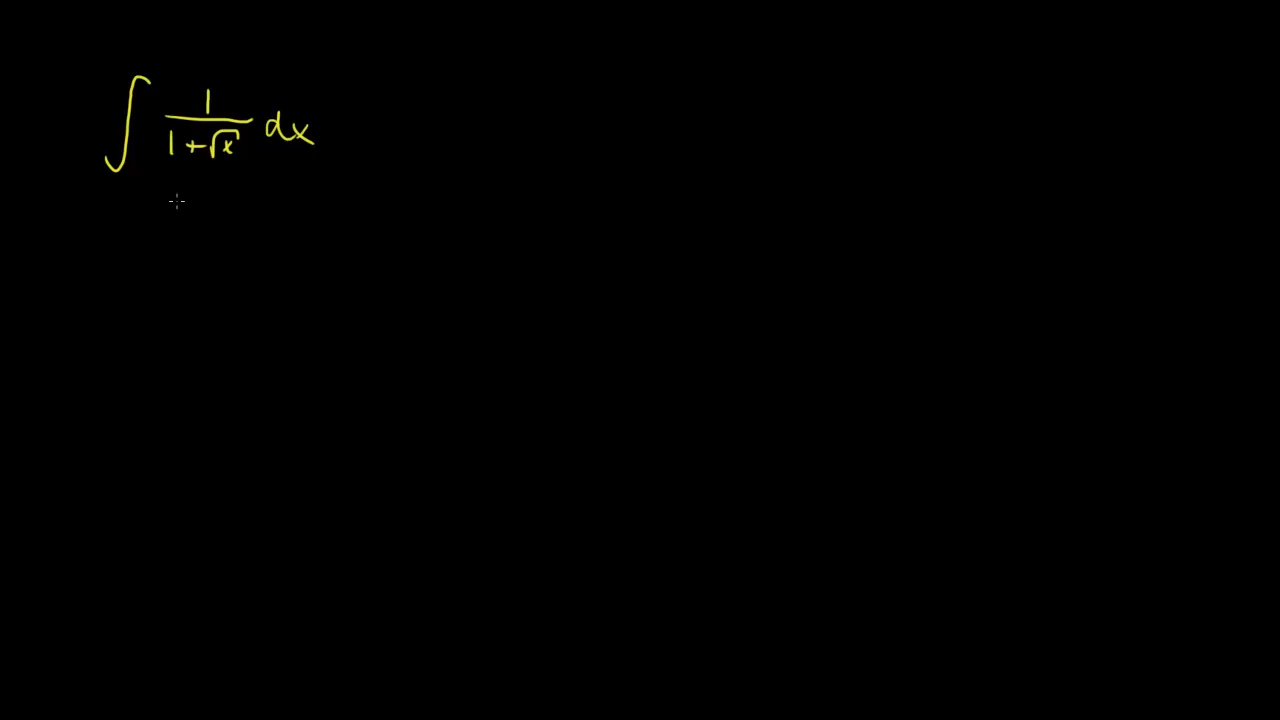 ∫ 1/(1+√x) dx